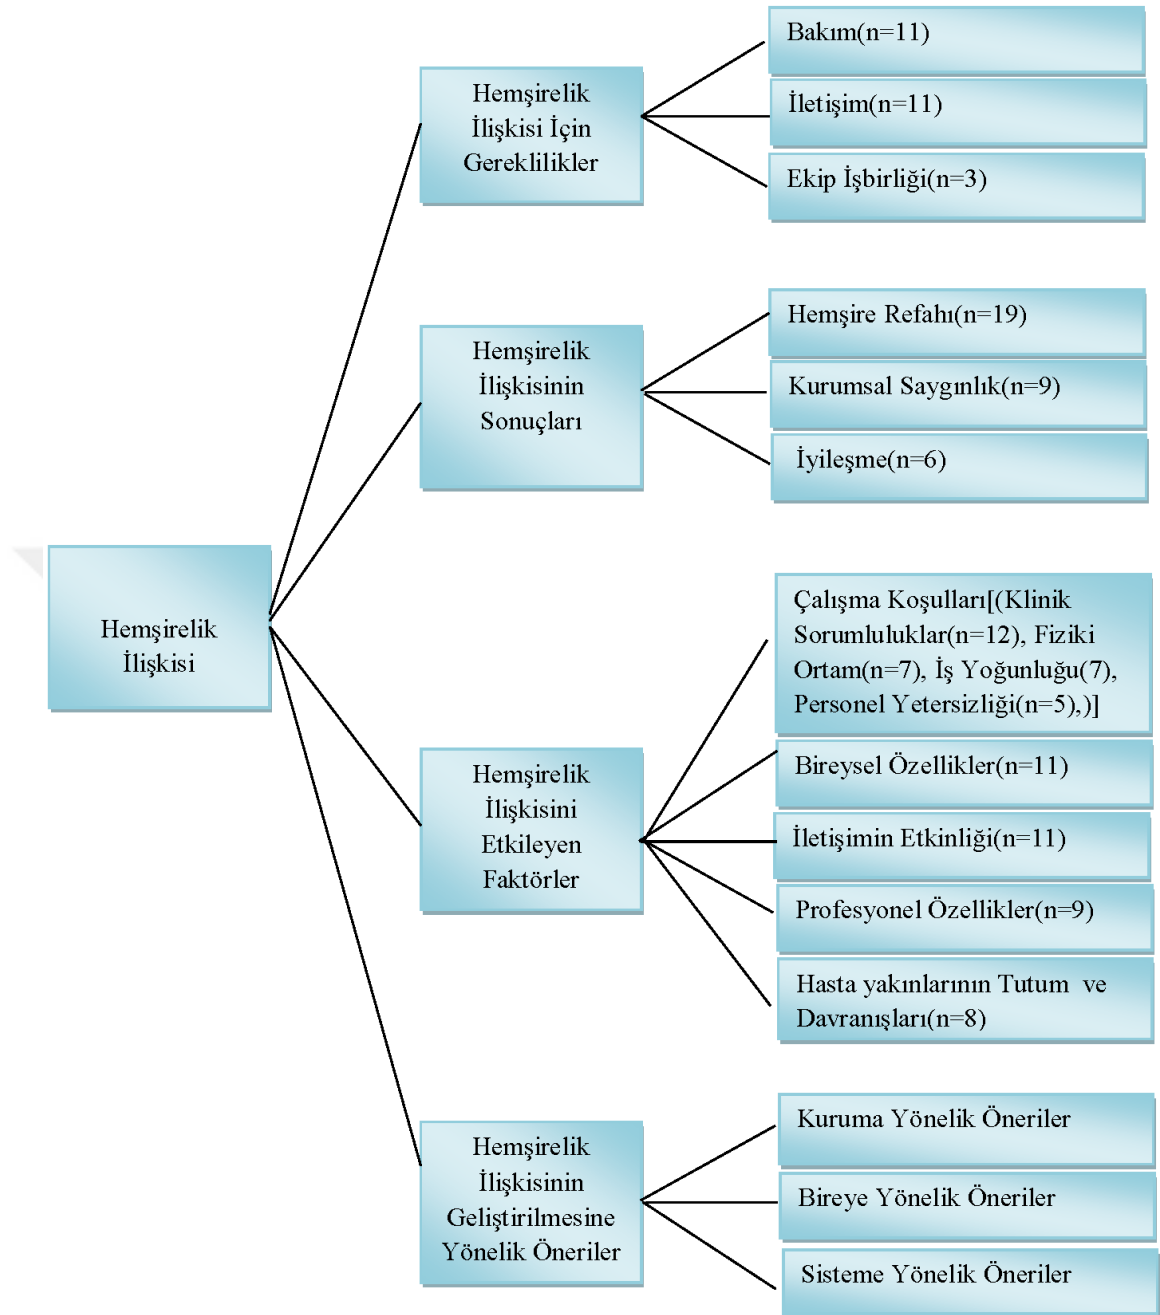 Hemşirelik
İlişkisi
Hemşirelik
İlişkisi İçin
Gereklilikler
Bakım(n=11)
İletişim(n=11)
Ekip İşbirliği(n=3)
Hemşirelik
İlişkisinin
Sonuçları
Hemşire Refahı(n=19)
Kurumsal Saygınlık(n=9)
İyileşme(n=6)
Hemşirelik
İlişkisini
Etkileyen
Faktörler
Çalışma Koşulları[(Klinik
Sorumluluklar(n=12), Fiziki
Ortam(n=7), İş Yoğunluğu(7),
Personel Yetersizliği(n=5),)]
Bireysel Özellikler(n=11)
İletişimin Etkinliği(n=11)
Profesyonel Özellikler(n=9)
Hasta yakınlarının Tutum ve
Davranışları(n=8)
Hemşirelik
İlişkisinin
Geliştirilmesine
Yönelik Öneriler
Kuruma Yönelik Öneriler
Bireye Yönelik Öneriler
Sisteme Yönelik Öneriler